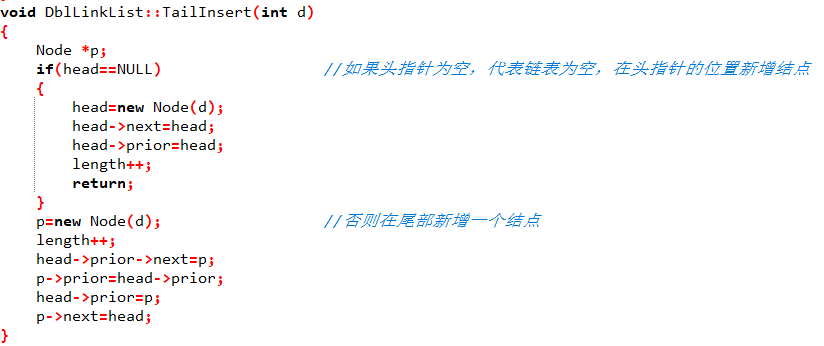 void DblLinkList::TailInsert(int d)
{
    Node *p;
    if(head==NULL)                  //如果头指针为空，代表链表为空，在头指针的位置新增结点
    {
        head=new Node(d);
        head->next=head;
        head->prior=head;
        length++;
        return;
    }
    p=new Node(d);                  //否则在尾部新增一个结点
    length++;
    head->prior->next=p;
    p->prior=head->prior;
    head->prior=p;
    p->next=head;
}